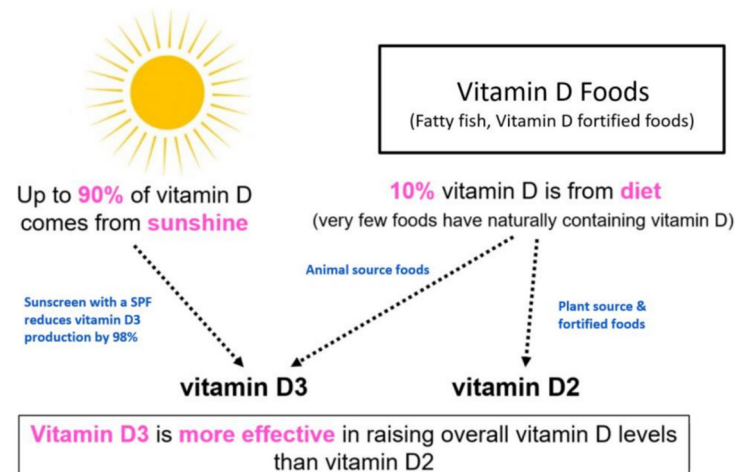 Vitamin D Foods
(Fatty fish, Vitamin D fortified foods)
Up to 90% of vitamin D
comes from sunshine
10% vitamin D is from diet
(very few foods have naturally containing vitamin D)
Animal source foods
Sunscreen with a SPF
reduces vitamin D3
production by 98%
Plant source &
fortified foods
vitamin D3
vitamin D2
Vitamin D3 is more effective in raising overall vitamin D levels
than vitamin D2